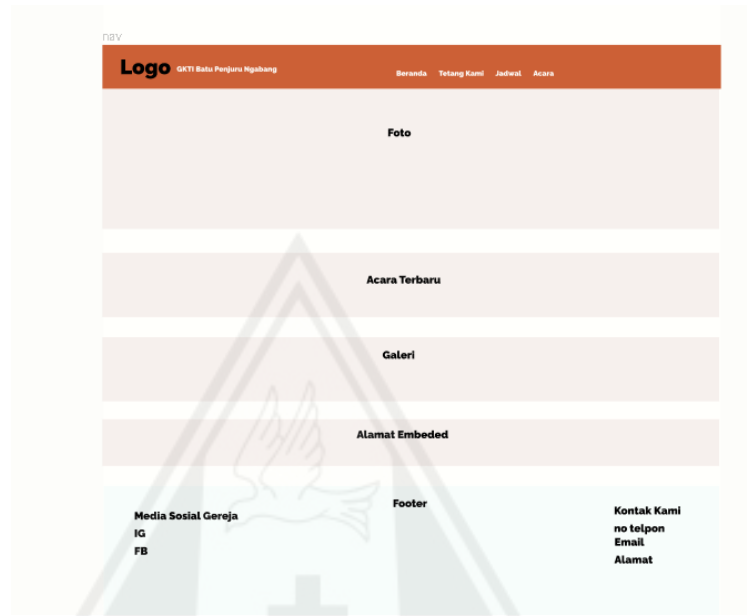 nav
Logo GKTI Batu Penjuru Ngabang
Beranda Tetang Kami Jadwal Acara
Foto
Acara Terbaru
Galeri
Alamat Embeded
Footer
Media Sosial Gereja
IG
FB
Kontak Kami
no telpon
Email
Alamat